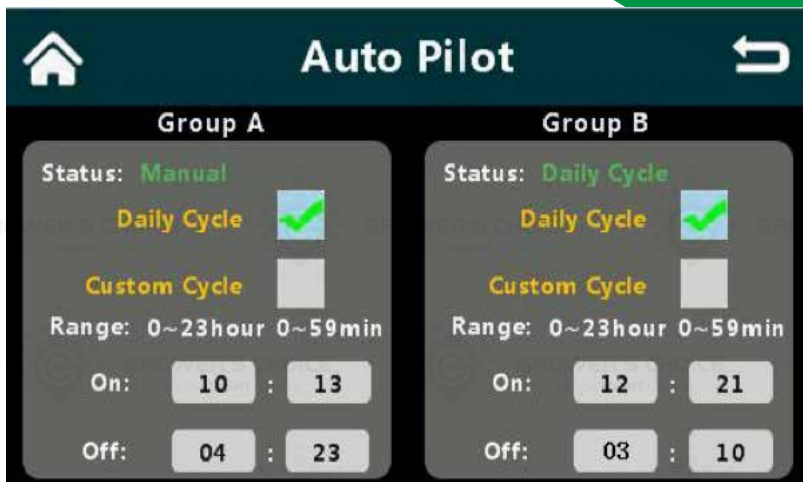 Auto Pilot
Group A
Status: Manual
Daily Cycle
Custom Cycle
Range: 0~23hour 0~59min
On: 10 : 13
Off: 04 : 23
Group B
Status: Daily Cycle
Daily Cycle
Custom Cycle
Range: 0~23hour 0~59min
On: 12 : 21
Off: 03 : 10